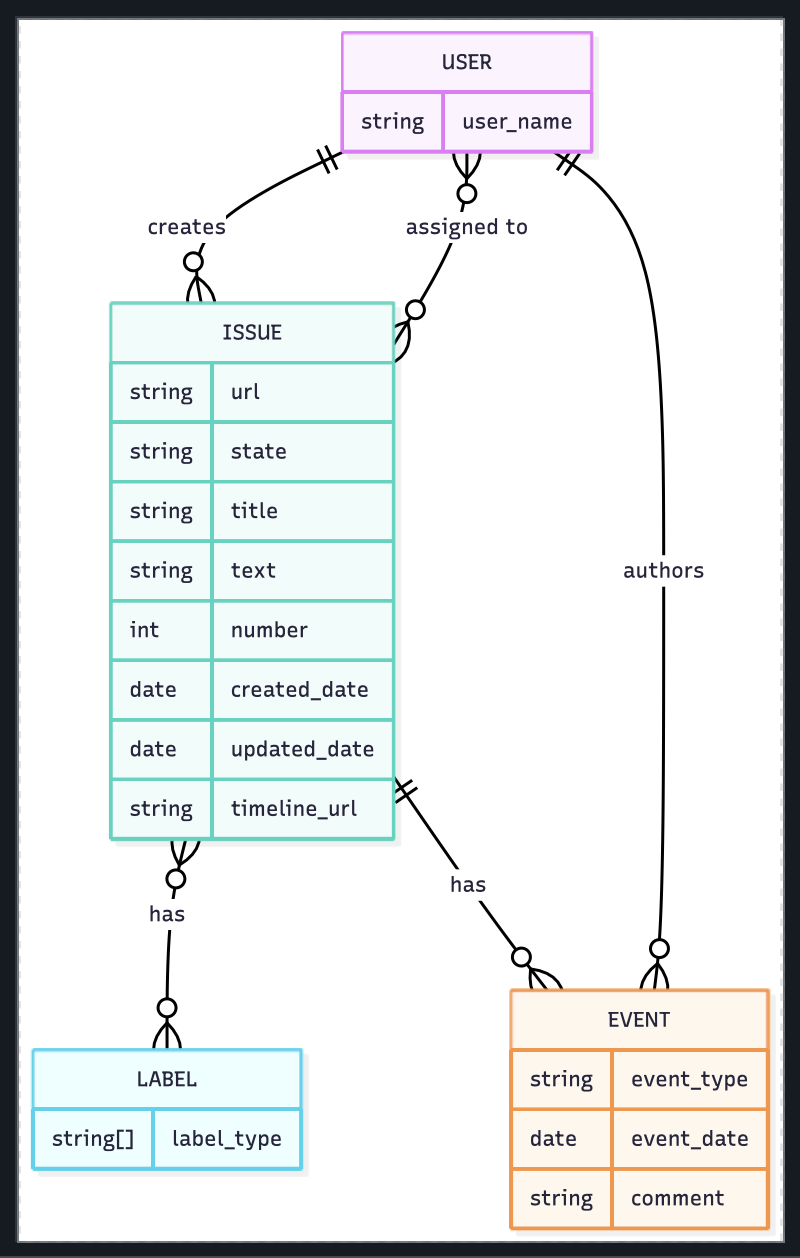 USER
string user_name
creates
assigned to
ISSUE
string url
string state
string title
string text
int number
date created_date
date updated_date
string timeline_url
authors
has
has
LABEL
string[] label_type
EVENT
string event_type
date event_date
string comment